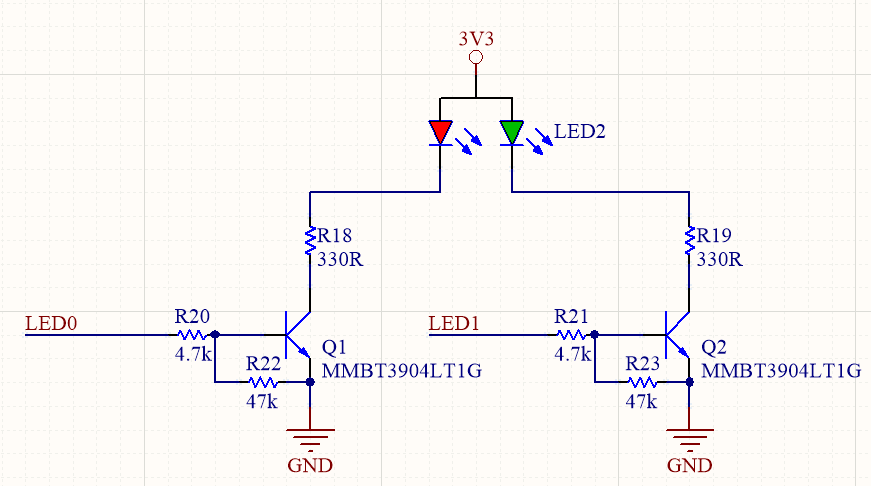 3V3
LED2
R18
330R
R19
330R
LED0
R20
4.7k
R22
47k
Q1
MMBT3904LT1G
LED1
R21
4.7k
R23
47k
Q2
MMBT3904LT1G
GND
GND